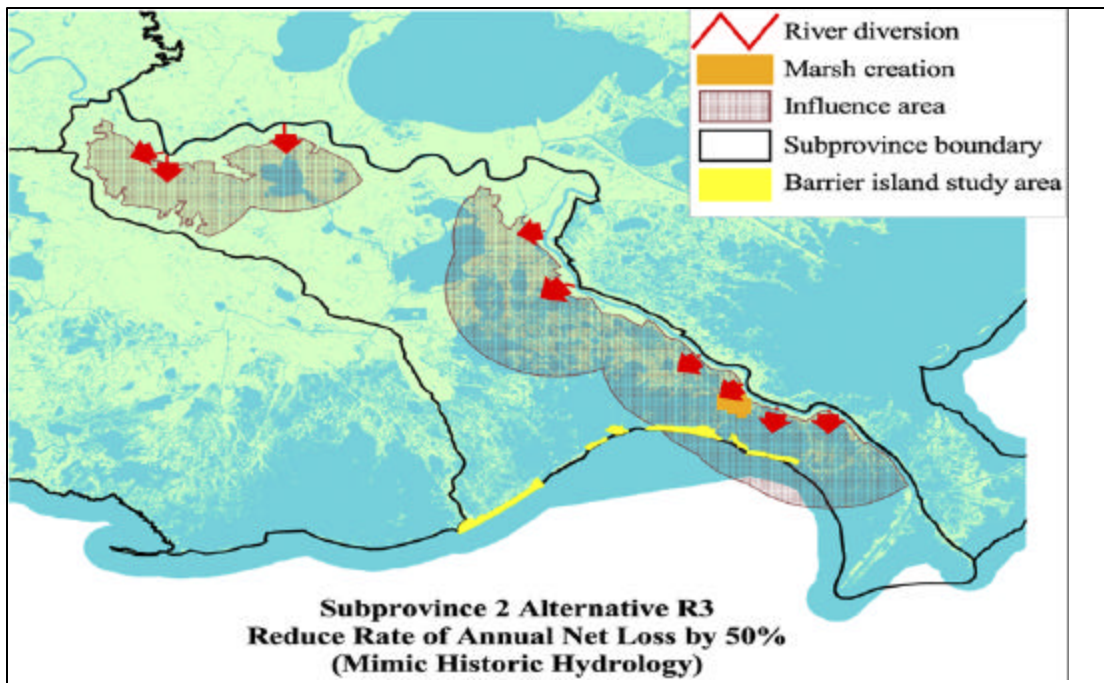 River diversion
Marsh creation
Influence area
Subprovince boundary
Barrier island study area
Subprovince 2 Alternative R3
Reduce Rate of Annual Net Loss by 50%
(Mimic Historic Hydrology)